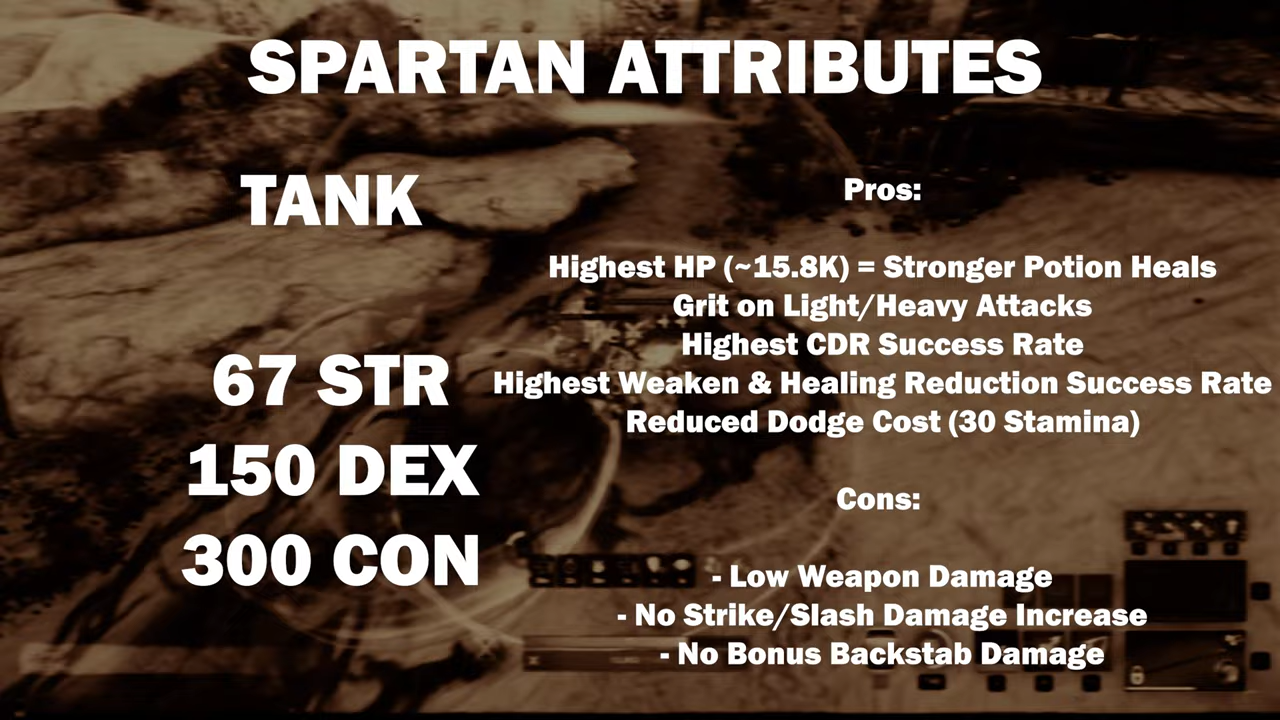 SPARTAN ATTRIBUTES
TANK
67 STR
150 DEX
300 CON
Pros:
Highest HP (~15.8K) = Stronger Potion Heals
Grit on Light/Heavy Attacks
Highest CDR Success Rate
Highest Weaken & Healing Reduction Success Rate
Reduced Dodge Cost (30 Stamina)
Cons:
- Low Weapon Damage
- No Strike/Slash Damage Increase
- No Bonus Backstab Damage